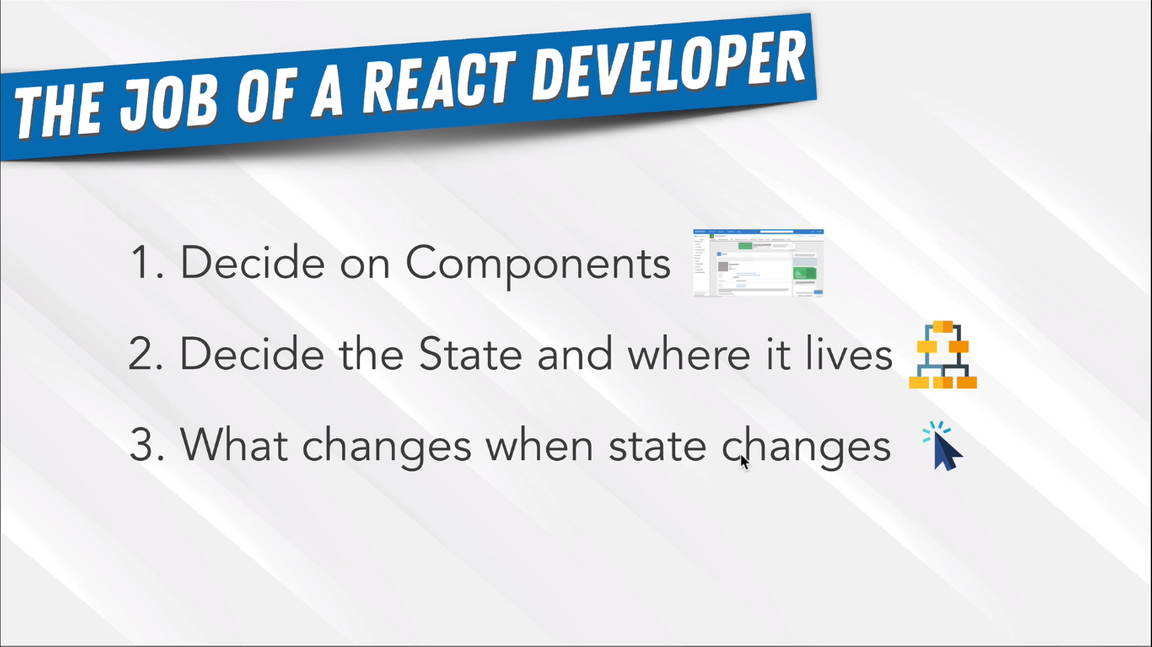 THE JOB OF A REACT DEVELOPER
1. Decide on Components
2. Decide the State and where it lives
3. What changes when state changes